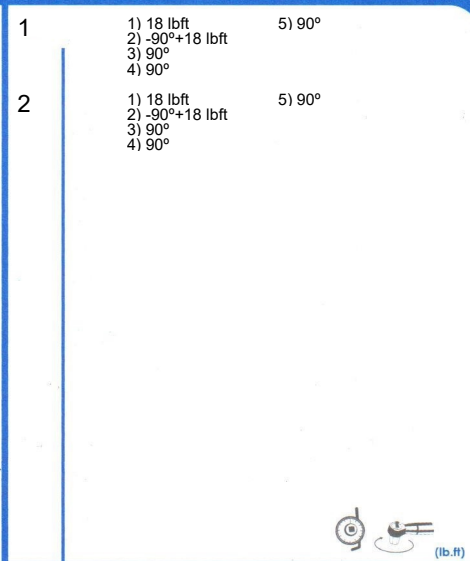 1 1) 18 lbft 5) 90º
2) -90º+18 lbft
3) 90º
4) 90º
2 1) 18 lbft 5) 90º
2) -90º+18 lbft
3) 90º
4) 90º
(lb.ft)